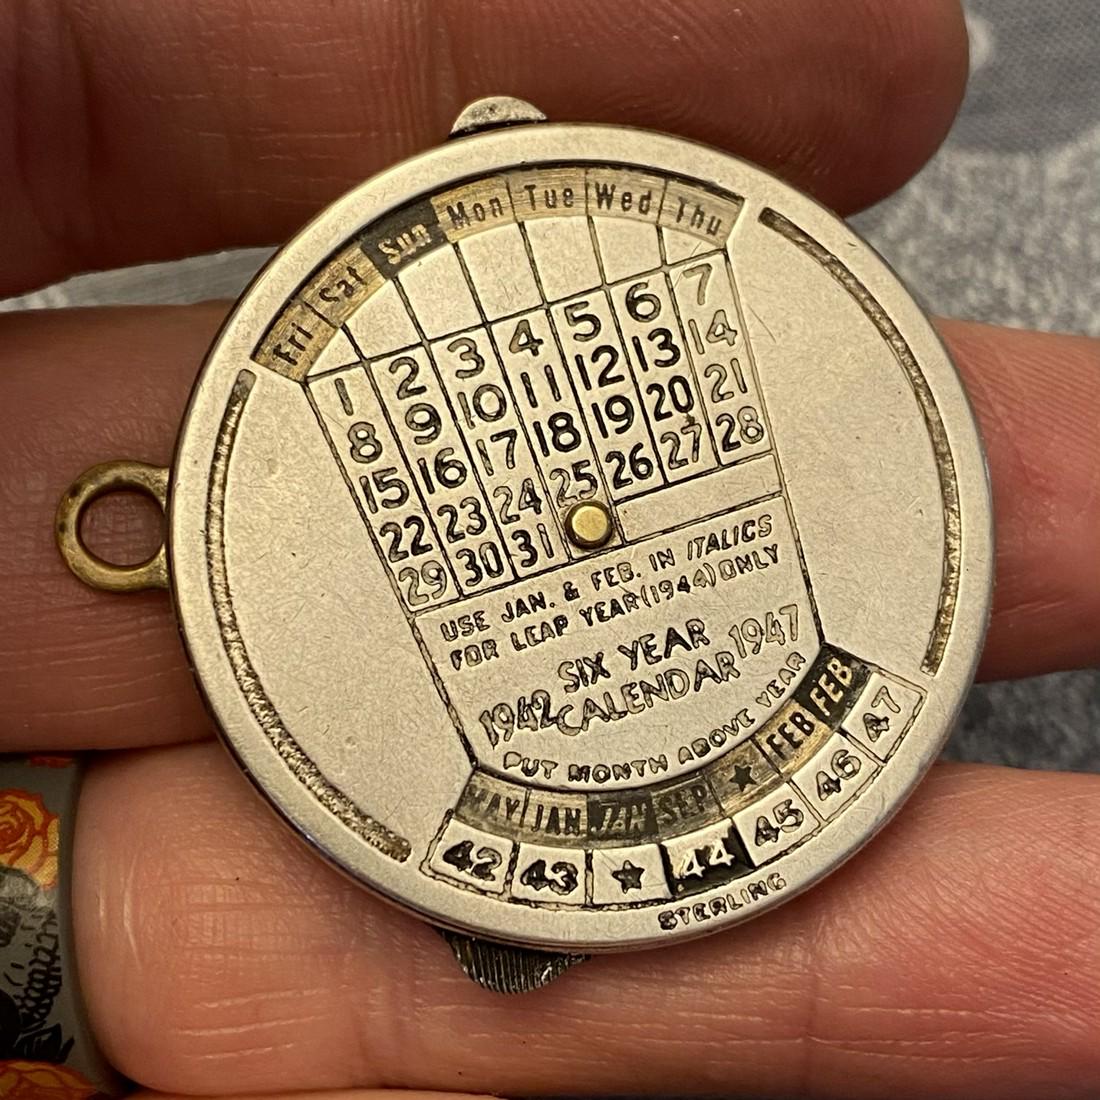 Fri Sat Sun Mon Tue Wed Thu
1 2 3 4 5 6 7
8 9 10 11 12 13 14
15 16 17 18 19 20 21
22 23 24 25 26 27 28
29 30 31
USE JAN. & FEB. IN ITALICS
FOR LEAP YEAR (1944) ONLY
SIX YEAR
1942 CALENDAR 1947
PUT MONTH ABOVE YEAR
MAY JAN JAN SEP ★ FEB FEB
42 43 ★ 44 45 46 47
STERLING